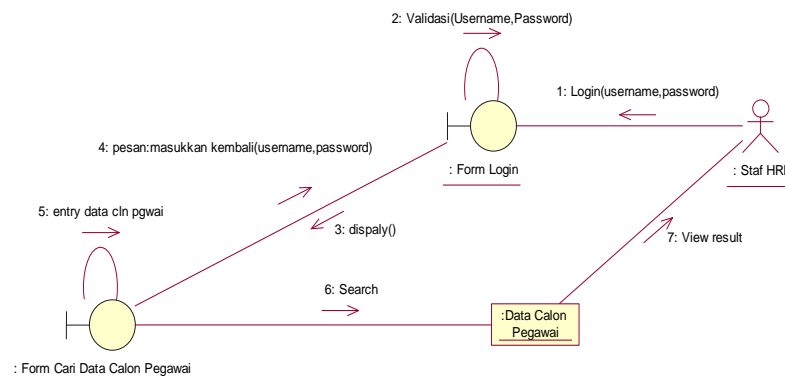 2: Validasi(Username,Password)
1: Login(username,password)
4: pesan:masukkan kembali(username,password)
: Form Login
: Staf HRD
5: entry data cln pgwai
3: dispaly()
7: View result
6: Search
:Data Calon
Pegawai
: Form Cari Data Calon Pegawai